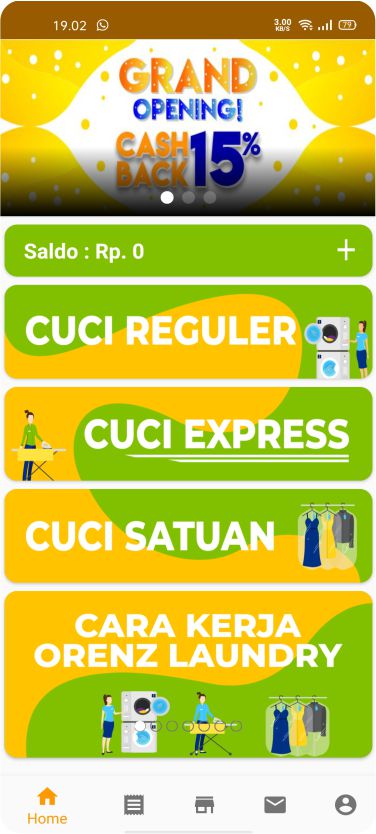 19.02
3.00
KB/S
79
GRAND
OPENING!
CASH
BACK 15%
Saldo : Rp. 0
CUCI REGULER
CUCI EXPRESS
CUCI SATUAN
CARA KERJA
ORENZ LAUNDRY
Home